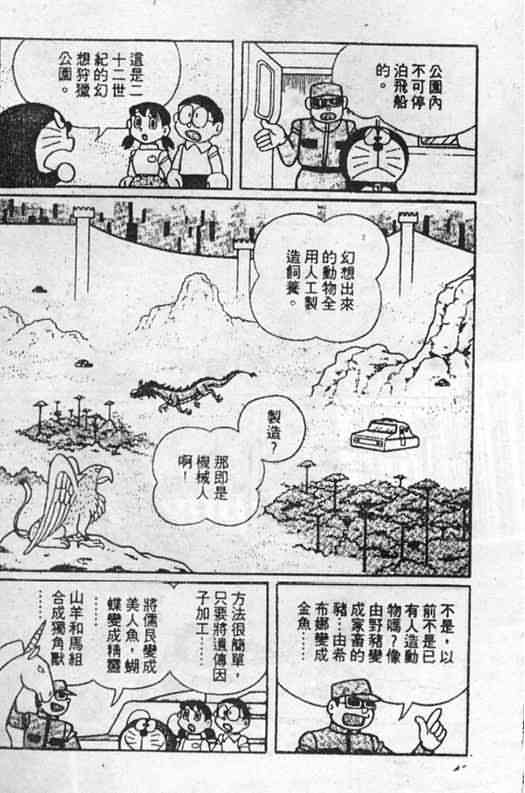 公園內
不可停
泊飛船
的。
這是二
十二世
紀的幻
想狩獵
公園。
幻想出來
的動物全
用人工製
造飼養。
製造？
那即是
機械人
啊！
不是，以
前不是已
有人造動
物嗎？像
由野豬變
成家畜的
豬…由希
布娜變成
金魚……
方法很簡單，
只要將遺傳因
子加工……
將儒艮變成
美人魚，蝴
蝶變成精靈
……
山羊和馬組
合成獨角獸
……